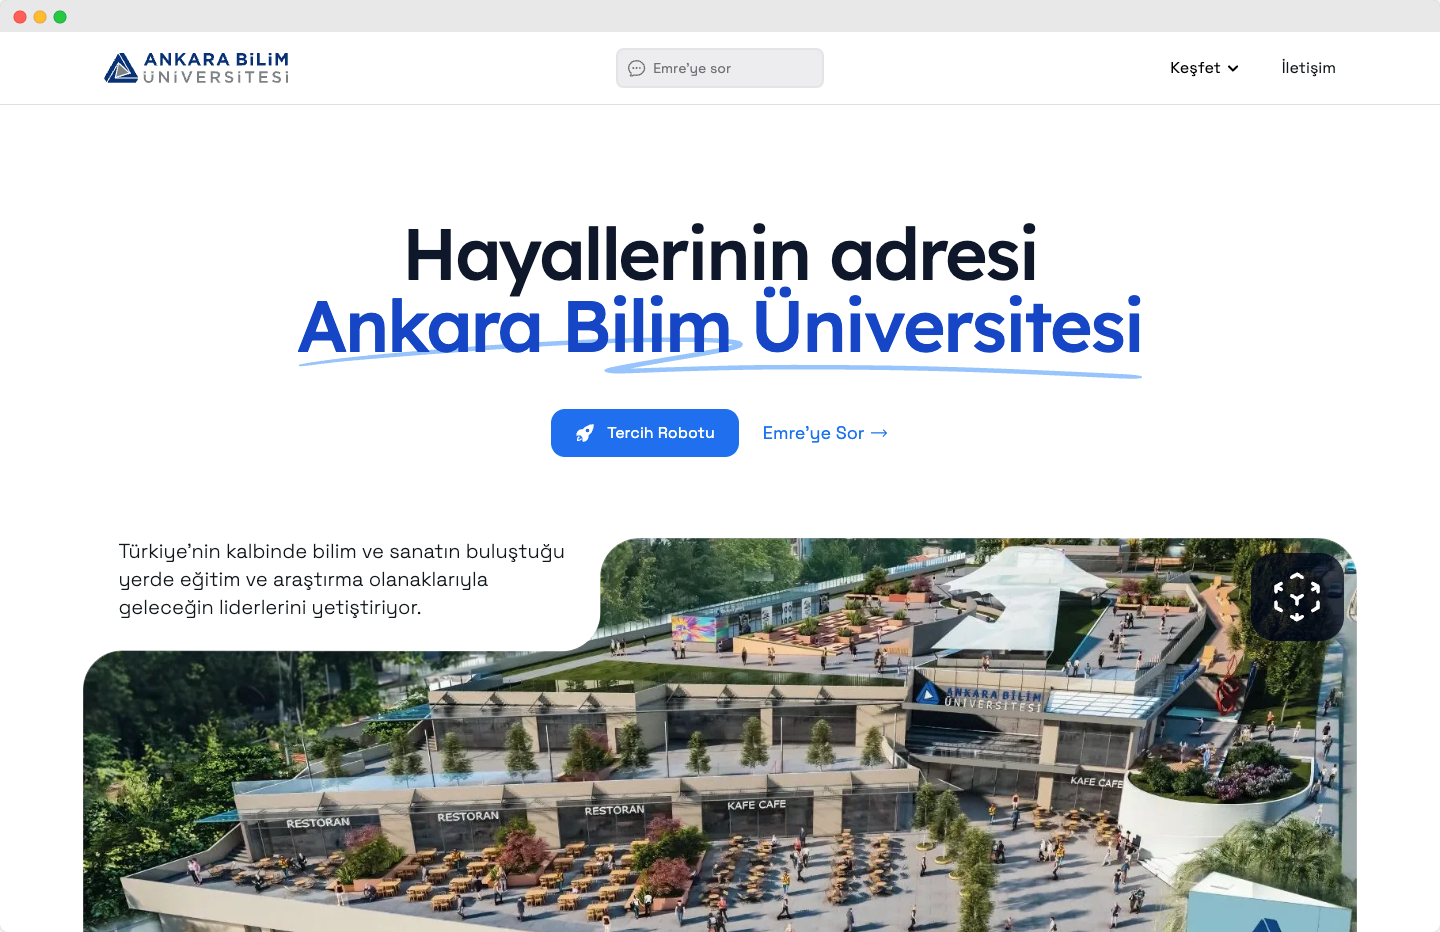 ANKARA BİLİM
ÜNİVERSİTESİ
Emre'ye sor
Keşfet
İletişim
Hayallerinin adresi
Ankara Bilim Üniversitesi
Tercih Robotu
Emre'ye Sor →
Türkiye'nin kalbinde bilim ve sanatın buluştuğu
yerde eğitim ve araştırma olanaklarıyla
geleceğin liderlerini yetiştiriyor.
ANKARA BİLİM
ÜNİVERSİTESİ
KAFE CAFE
RESTORAN
RESTORAN
RESTORAN
KAFE CAFE